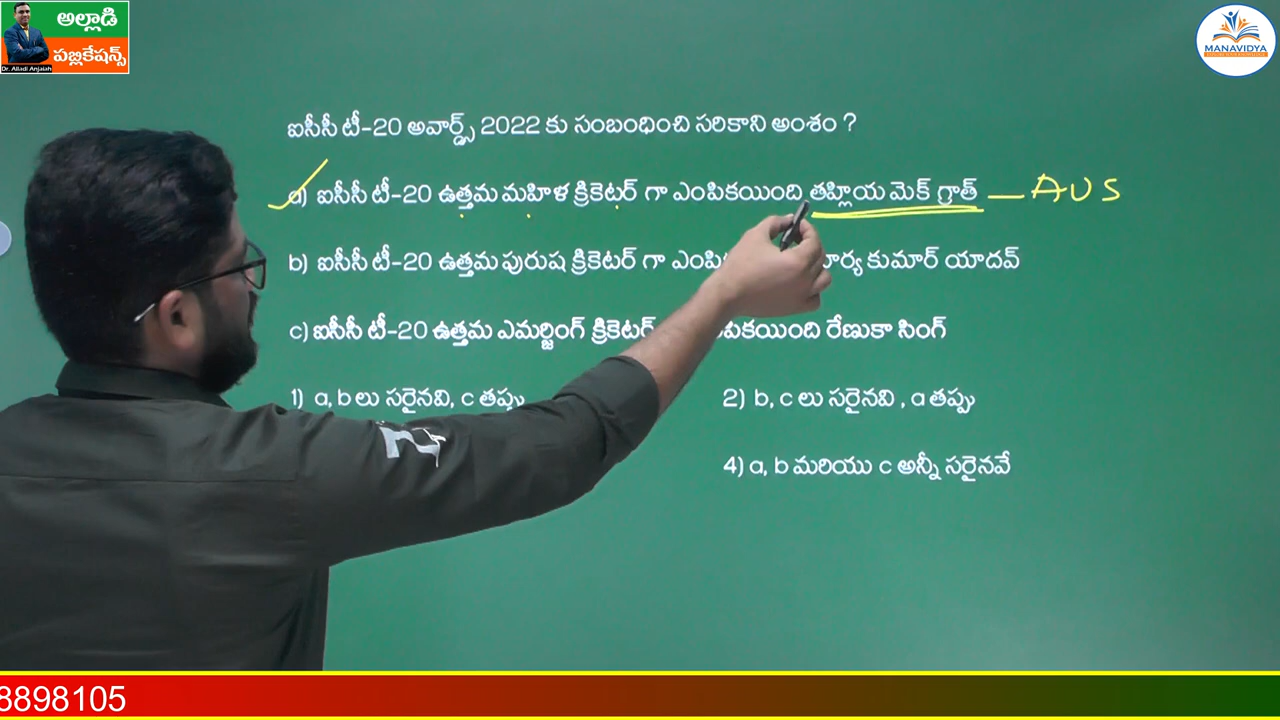 అల్లాడి
పబ్లికేషన్స్
Dr. Alladi Anjaiah
MANAVIDYA
ఐసీసీ టీ-20 అవార్డ్స్ 2022 కు సంబంధించి సరికాని అంశం ?
a) ఐసీసీ టీ-20 ఉత్తమ మహిళ క్రికెటర్ గా ఎంపికయింది తహ్లియ మెక్ గ్రాత్ — AUS
b) ఐసీసీ టీ-20 ఉత్తమ పురుష క్రికెటర్ గా కుమార్ యాదవ్
c) ఐసీసీ టీ-20 ఉత్తమ ఎమర్జింగ్ క్రికెటర్ రేణుకా సింగ్
1) a, b లు సరైనవి, c తప్పు
2) b, c లు సరైనవి , a తప్పు
4) a, b మరియు c అన్నీ సరైనవే
8898105